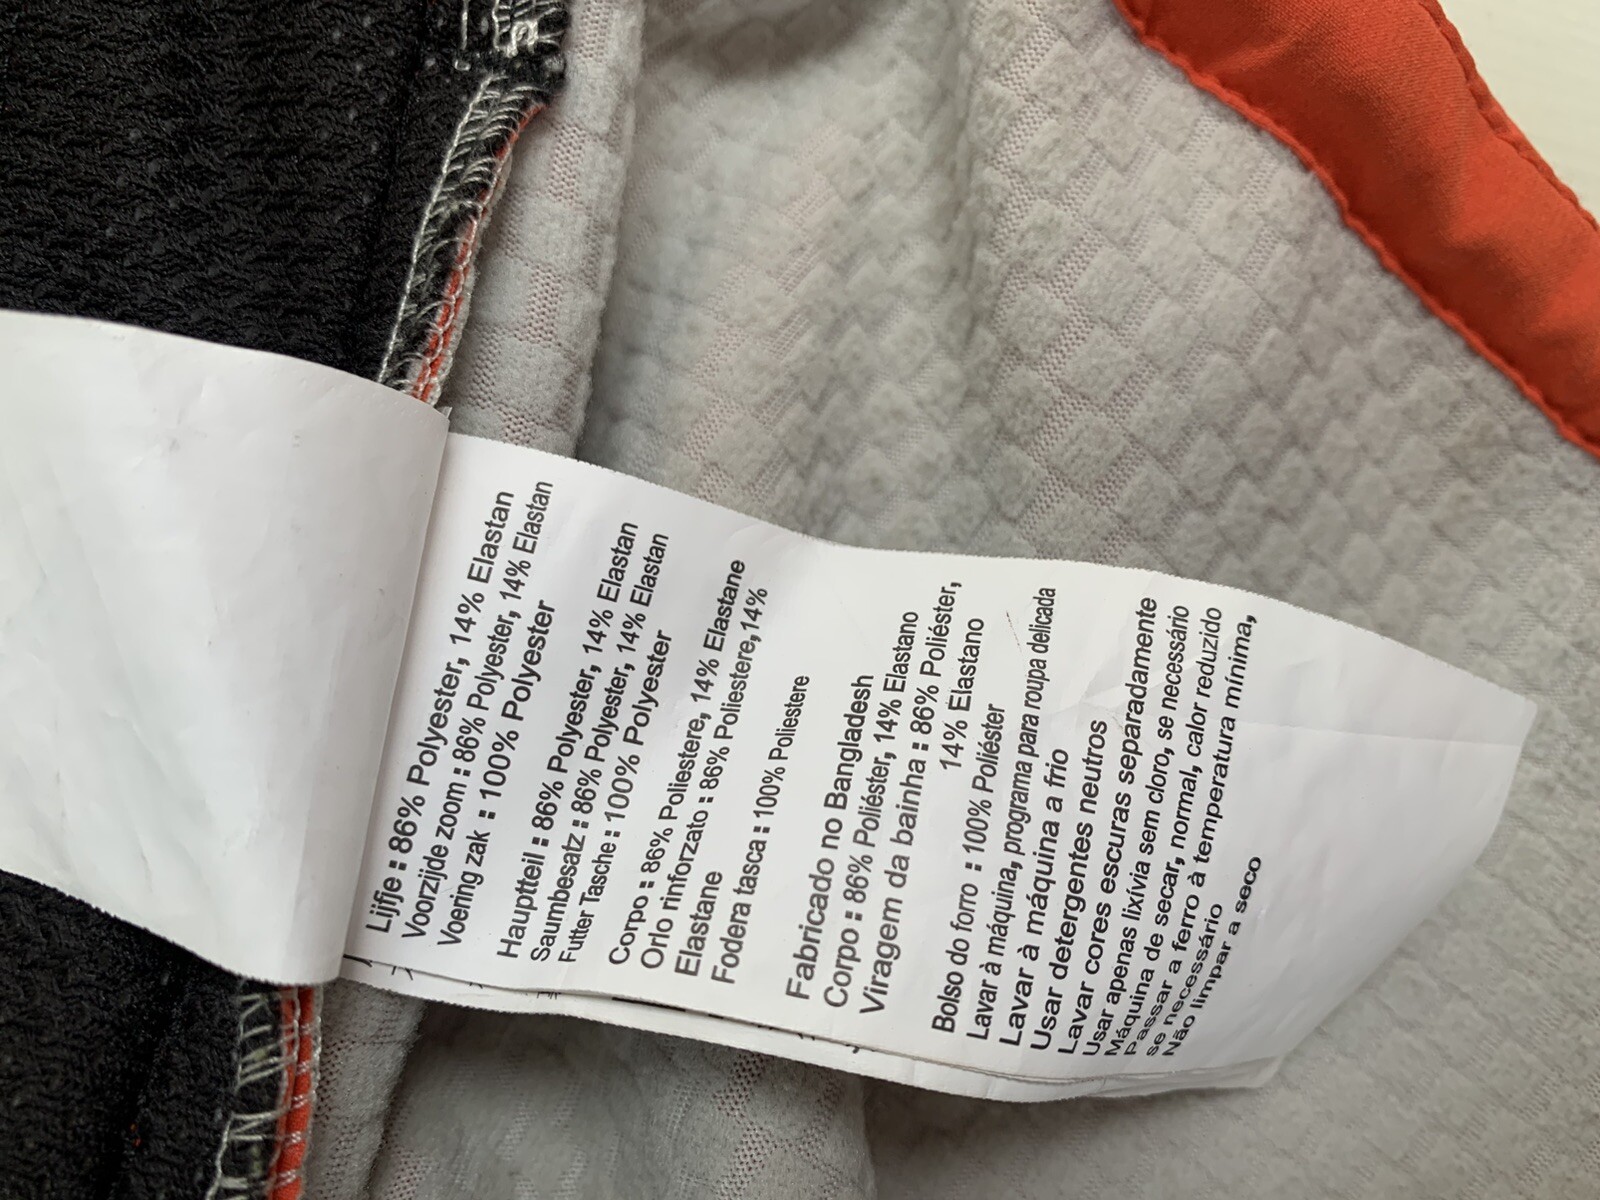 Lijfje : 86% Polyester, 14% Elastan
Voorzijde zoom : 86% Polyester, 14% Elastan
Voering zak : 100% Polyester
Hauptteil : 86% Polyester, 14% Elastan
Saumbesatz : 86% Polyester, 14% Elastan
Futter Tasche : 100% Polyester
Corpo : 86% Poliestere, 14% Elastane
Orlo rinforzato : 86% Poliestere, 14%
Elastane
Fodera tasca : 100% Poliestere
Fabricado no Bangladesh
Corpo : 86% Poliéster, 14% Elastano
Viragem da bainha : 86% Poliéster,
14% Elastano
Bolso do forro : 100% Poliéster
Lavar à máquina, programa para roupa delicada
Lavar à máquina a frio
Usar detergentes neutros
Lavar cores escuras separadamente
Usar apenas lixívia sem cloro, se necessário
Máquina de secar, normal, calor reduzido
Passar a ferro à temperatura mínima,
se necessário
Não limpar a seco